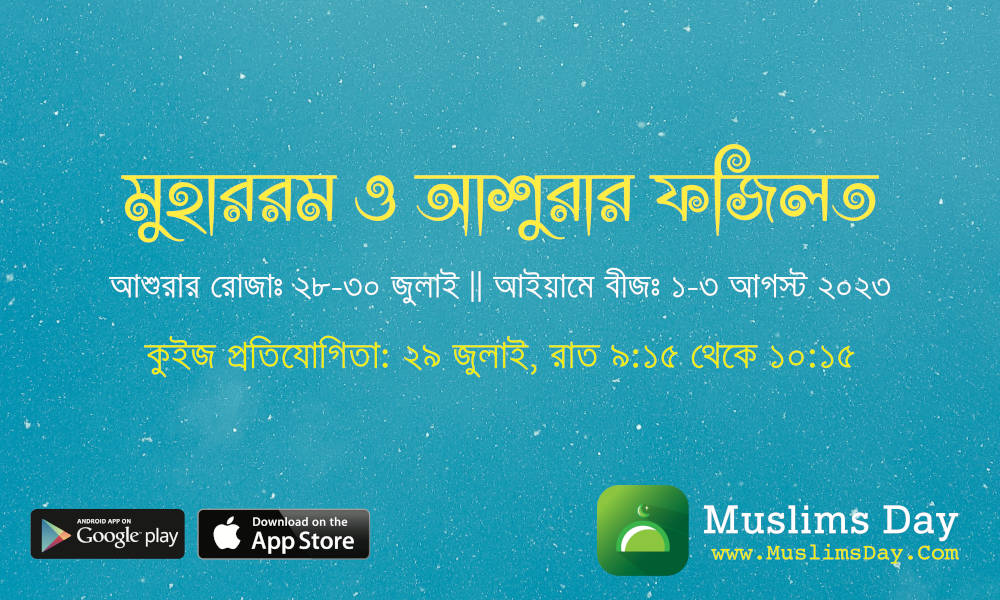 মুহাররম ও আশুরার ফজিলত
আশুরার রোজাঃ ২৮-৩০ জুলাই || আইয়ামে বীজঃ ১-৩ আগস্ট ২০২৩
কুইজ প্রতিযোগিতা: ২৯ জুলাই, রাত ৯:১৫ থেকে ১০:১৫
ANDROID APP ON
Google play
Download on the
App Store
Muslims Day
www.MuslimsDay.Com